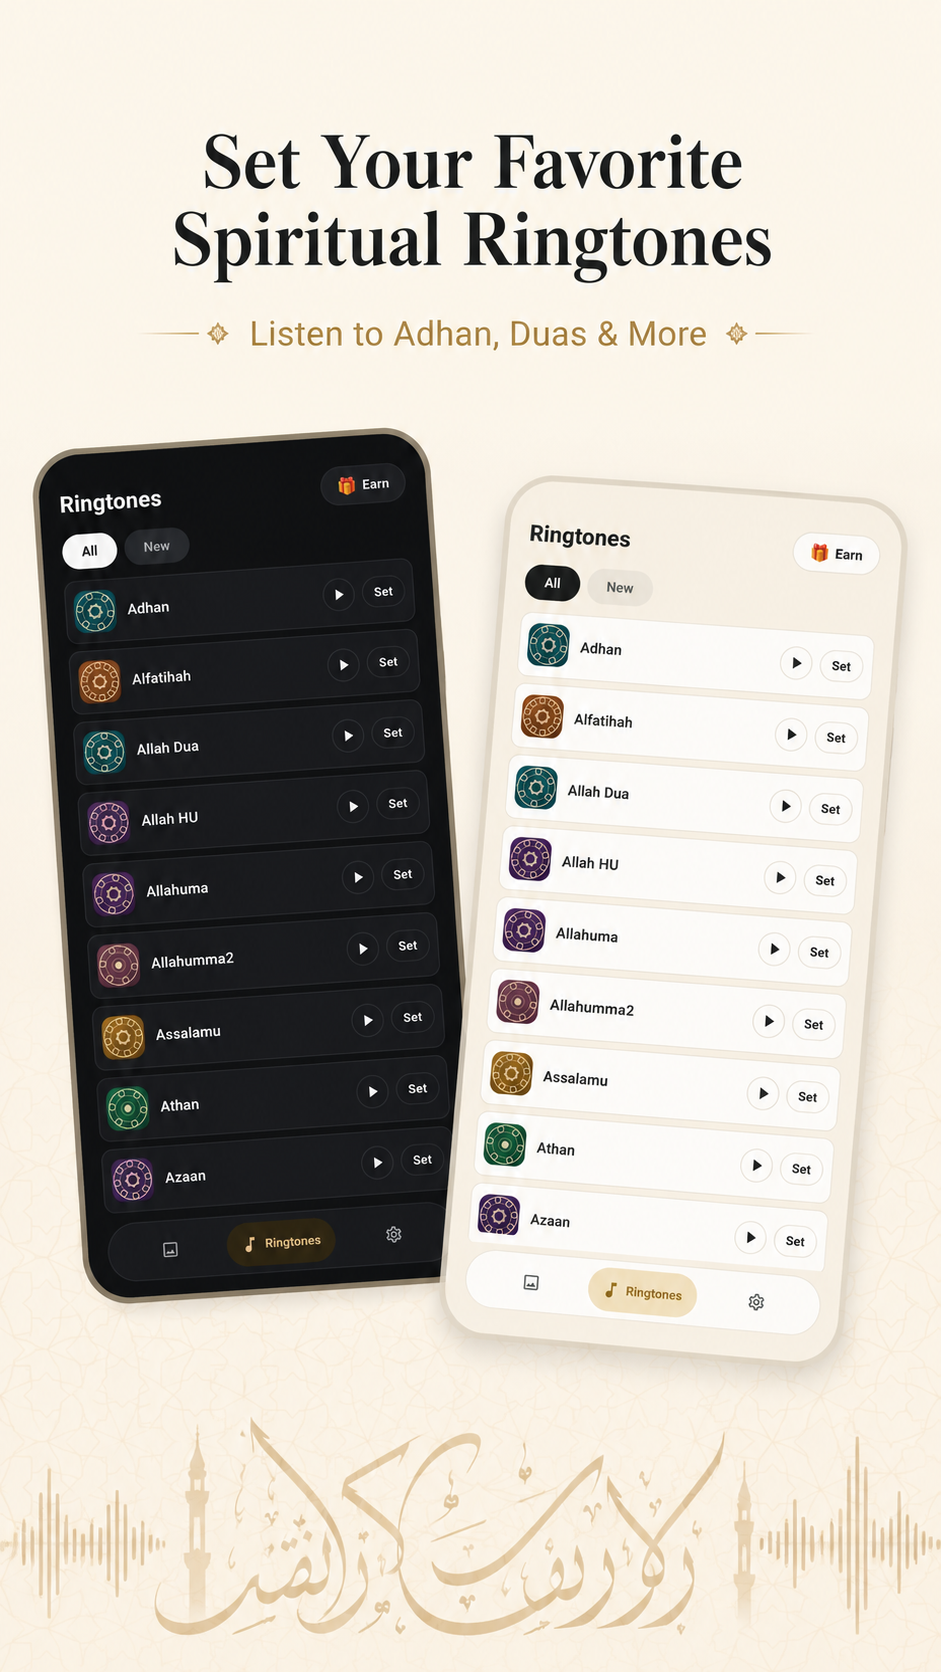 Set Your Favorite
Spiritual Ringtones
Listen to Adhan, Duas & More
Ringtones
Earn
All
New
Adhan
Set
Alfatihah
Set
Allah Dua
Set
Allah HU
Set
Allahuma
Set
Allahumma2
Set
Assalamu
Set
Athan
Set
Azaan
Set
Ringtones
Ringtones
Earn
All
New
Adhan
Set
Alfatihah
Set
Allah Dua
Set
Allah HU
Set
Allahuma
Set
Allahumma2
Set
Assalamu
Set
Athan
Set
Azaan
Set
Ringtones